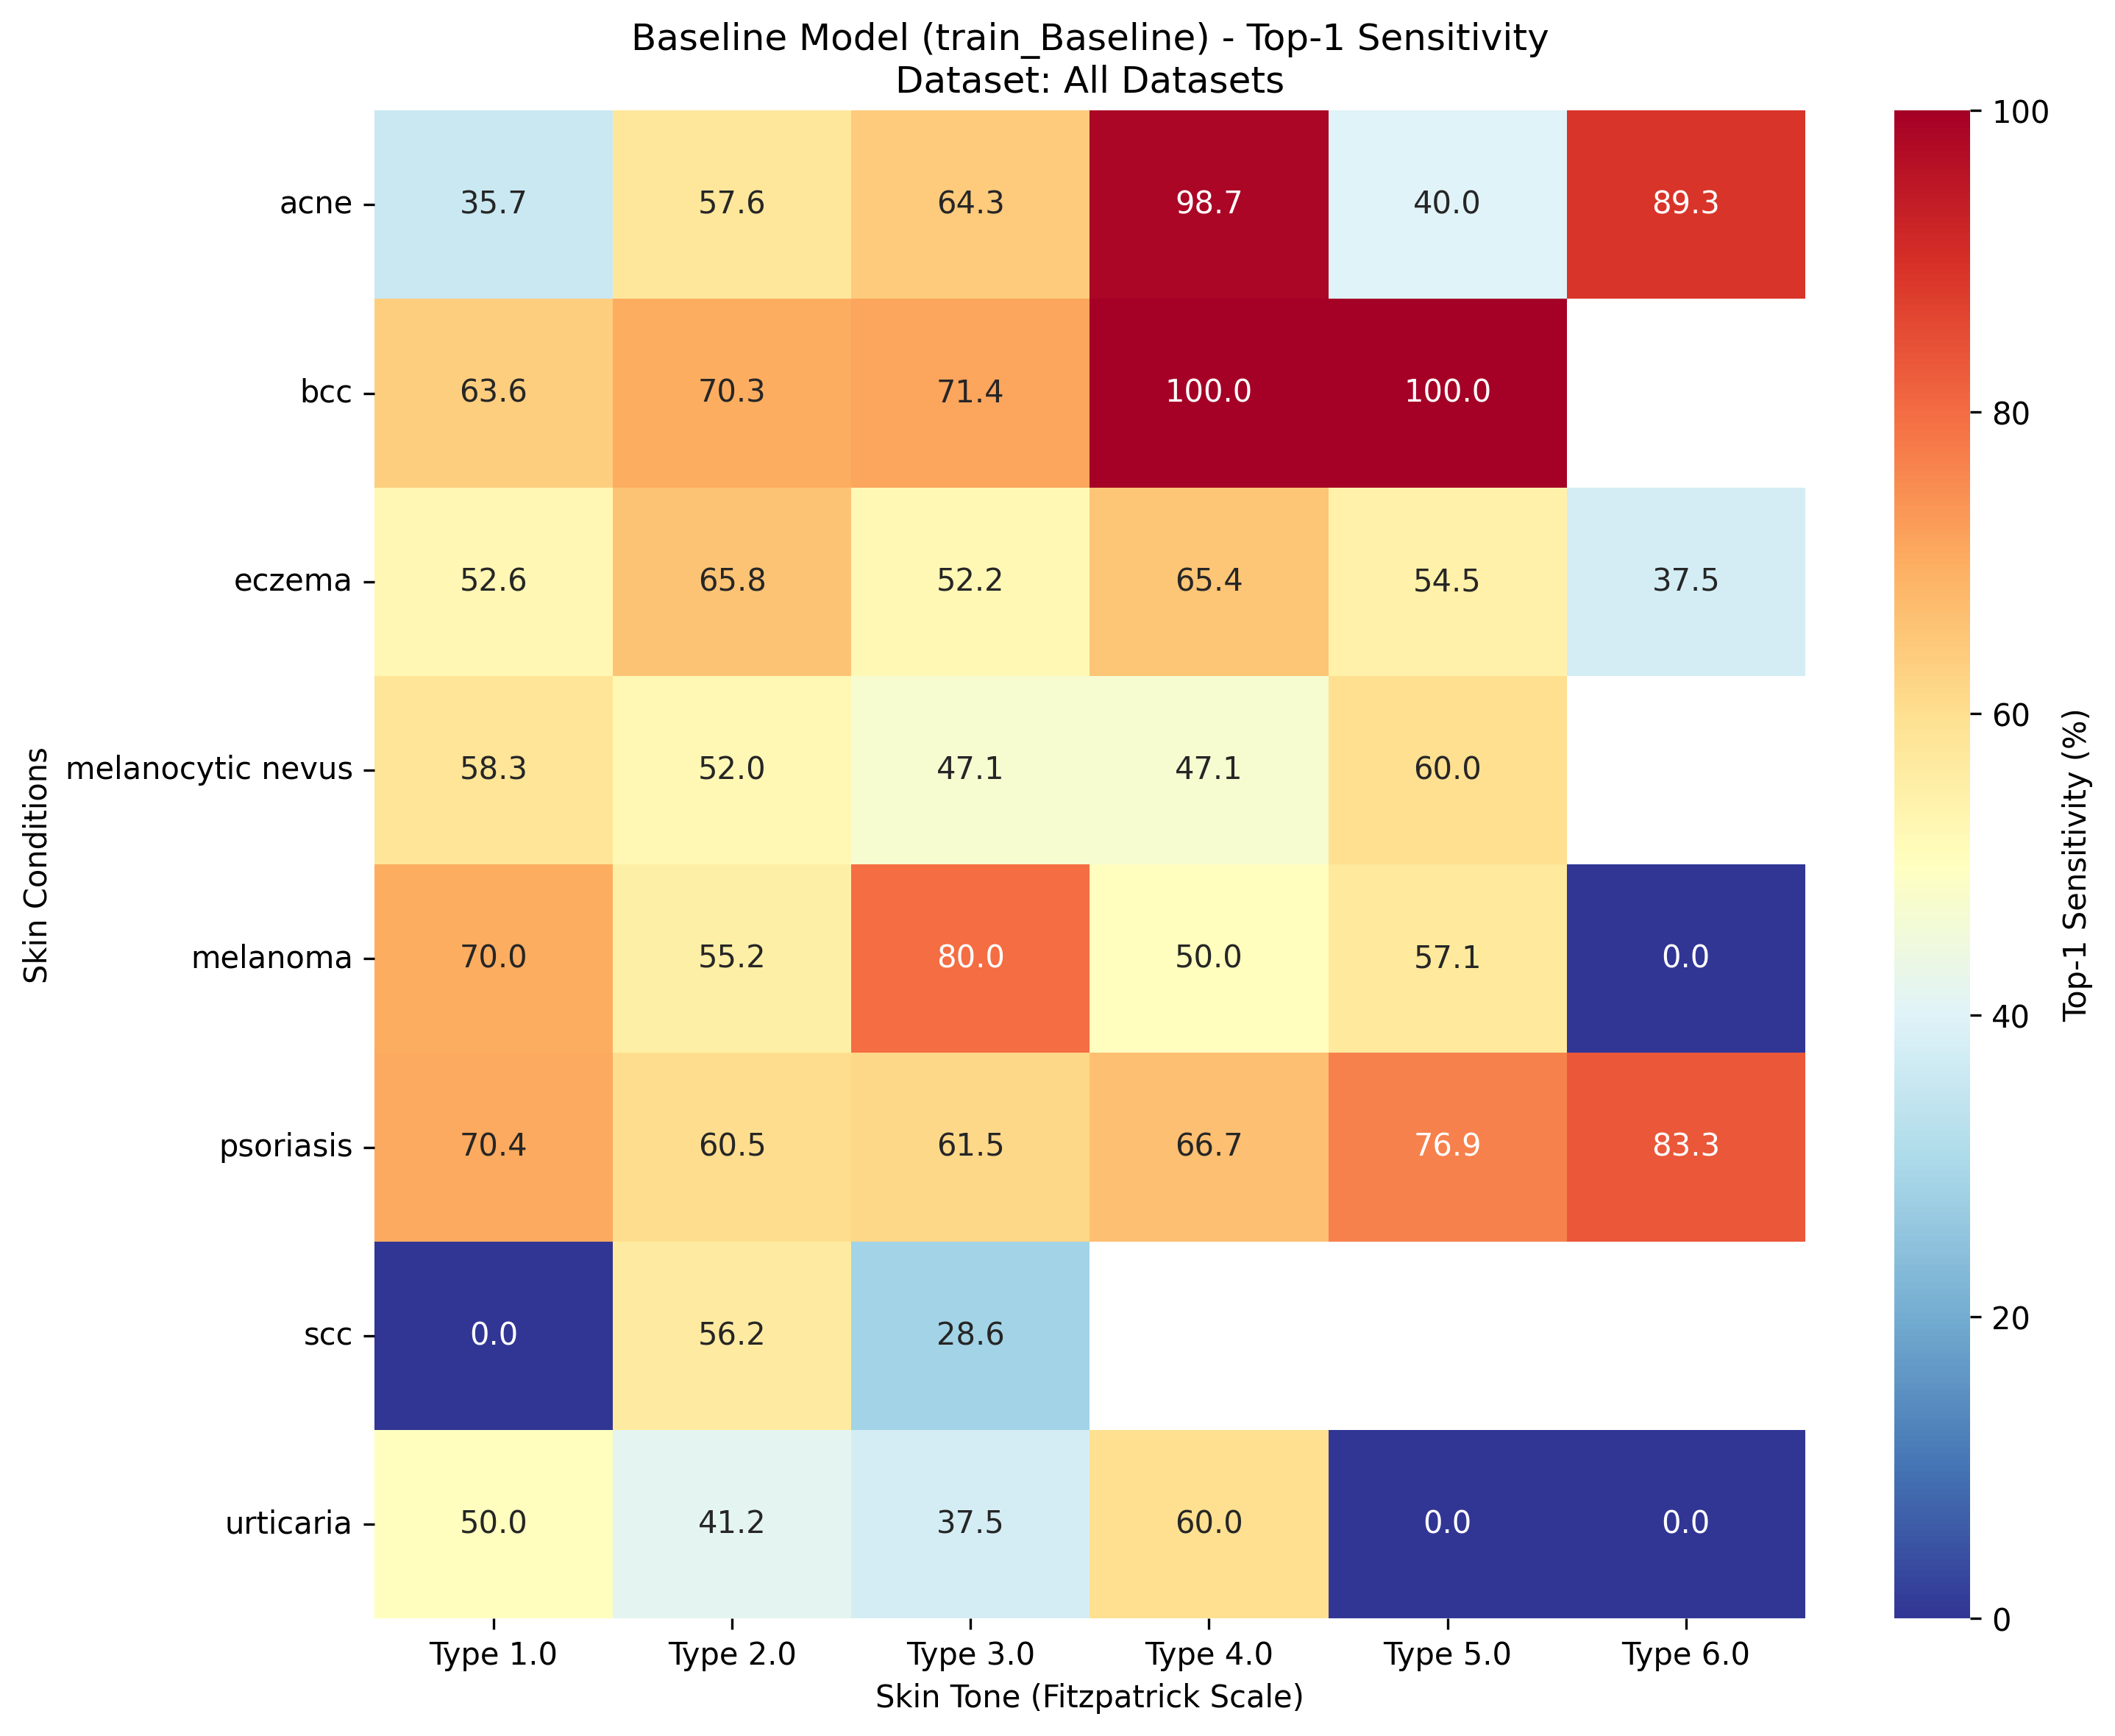 Baseline Model (train_Baseline) - Top-1 Sensitivity
Dataset: All Datasets
Skin Conditions
acne 35.7 57.6 64.3 98.7 40.0 89.3
bcc 63.6 70.3 71.4 100.0 100.0
eczema 52.6 65.8 52.2 65.4 54.5 37.5
melanocytic nevus 58.3 52.0 47.1 47.1 60.0
melanoma 70.0 55.2 80.0 50.0 57.1 0.0
psoriasis 70.4 60.5 61.5 66.7 76.9 83.3
scc 0.0 56.2 28.6
urticaria 50.0 41.2 37.5 60.0 0.0 0.0
Type 1.0 Type 2.0 Type 3.0 Type 4.0 Type 5.0 Type 6.0
Skin Tone (Fitzpatrick Scale)
100
80
60
40
20
0
Top-1 Sensitivity (%)